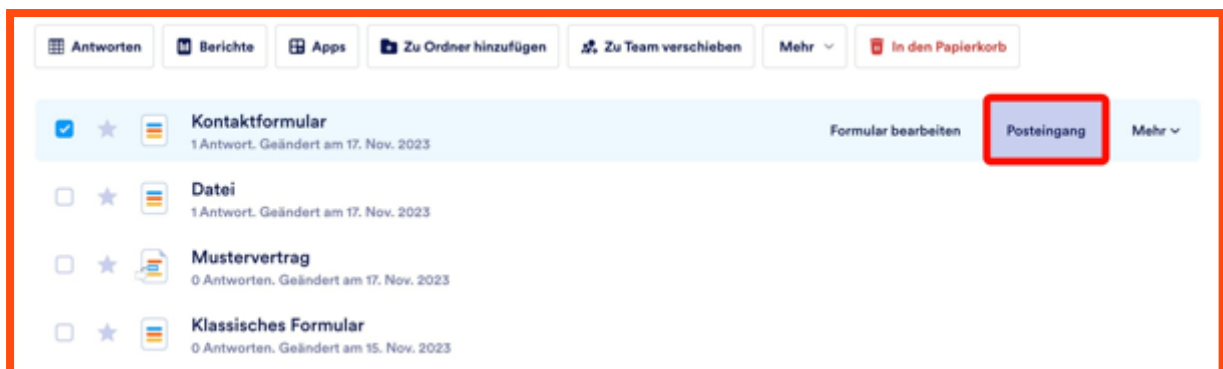 Antworten Berichte Apps Zu Ordner hinzufügen Zu Team verschieben Mehr In den Papierkorb
Kontaktformular
1 Antwort. Geändert am 17. Nov. 2023
Formular bearbeiten Posteingang Mehr
Datei
1 Antwort. Geändert am 17. Nov. 2023
Mustervertrag
0 Antworten. Geändert am 17. Nov. 2023
Klassisches Formular
0 Antworten. Geändert am 15. Nov. 2023